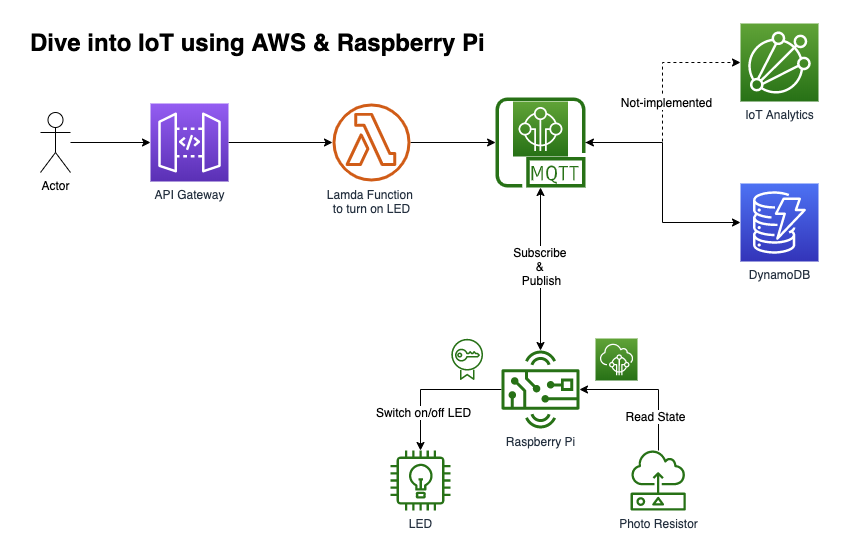 Dive into IoT using AWS & Raspberry Pi
Not-implemented
IoT Analytics
Actor
</>
API Gateway
Lamda Function
to turn on LED
MQTT
DynamoDB
Subscribe
&
Publish
Switch on/off LED
Raspberry Pi
Read State
LED
Photo Resistor